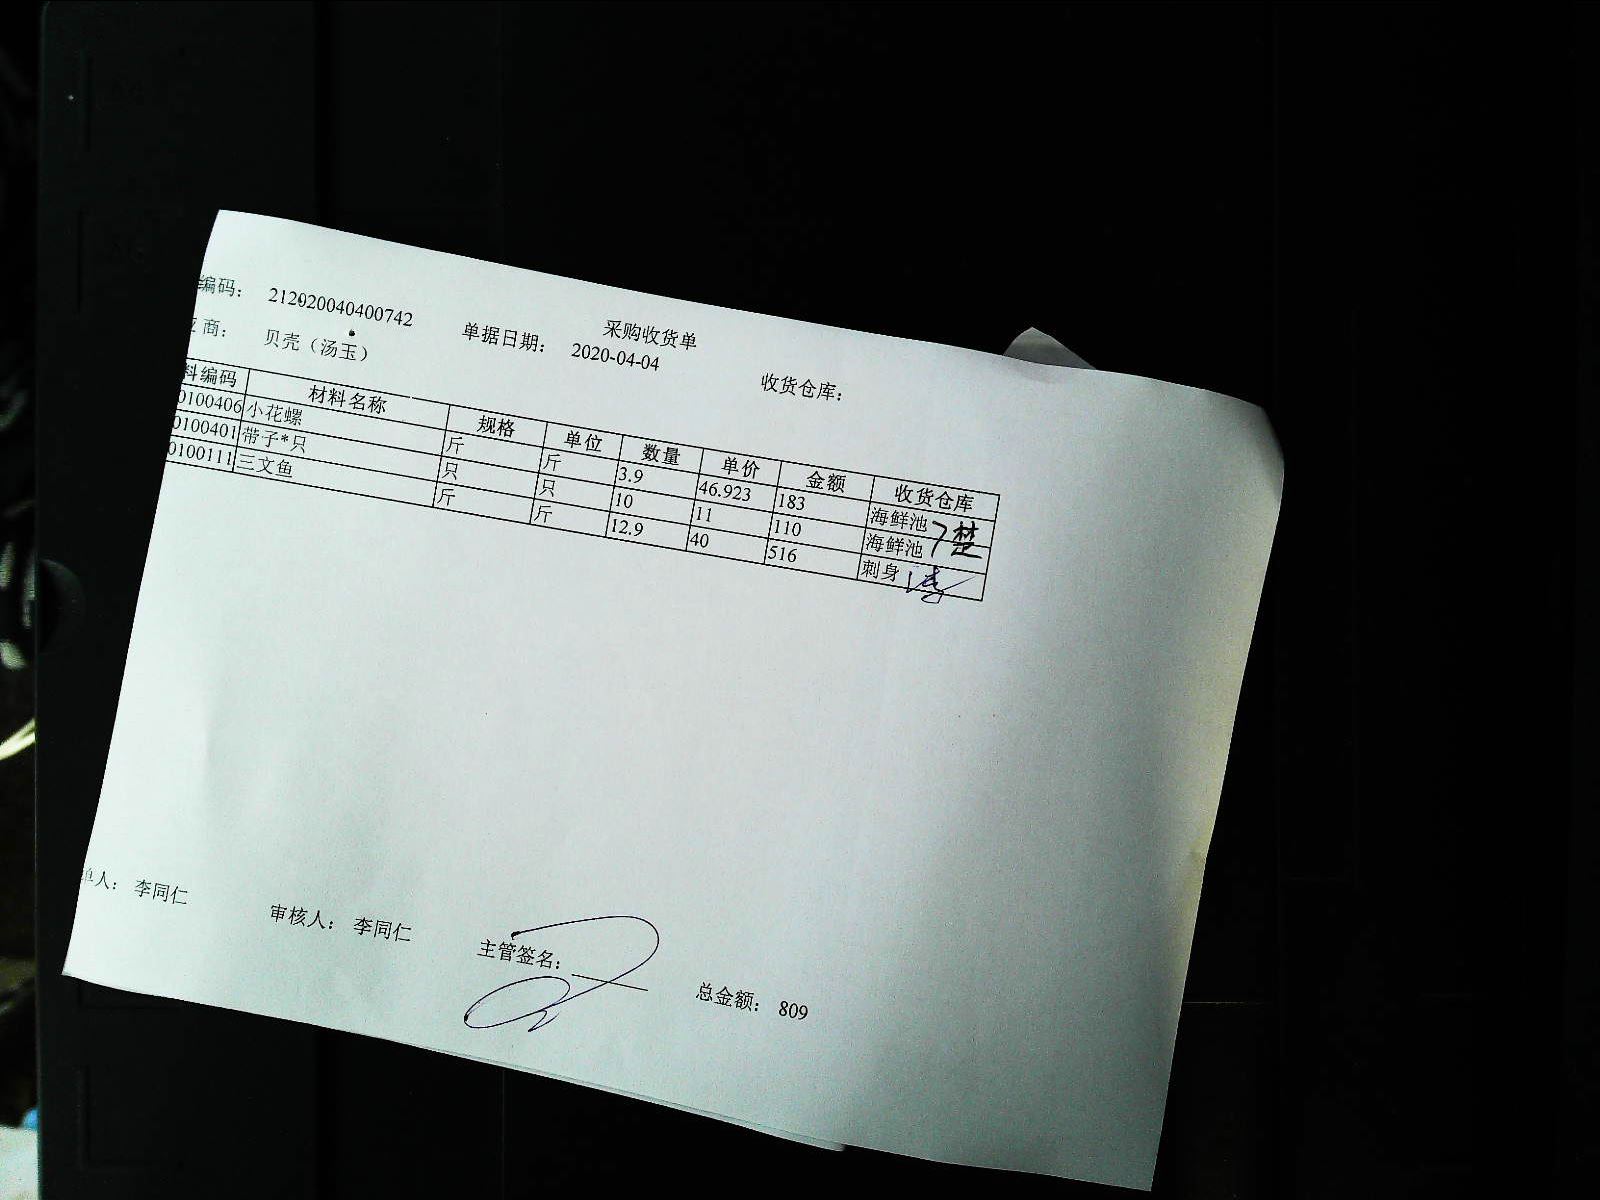 采购收货单
编码： 212020040400742 单据日期： 2020-04-04 收货仓库：
商： 贝壳（汤玉）
料编码 材料名称 规格 单位 数量 单价 金额 收货仓库
0100406 小花螺 斤 斤 3.9 46.923 183 海鲜池
0100401 带子*只 只 只 10 11 110 海鲜池 楚
0100111 三文鱼 斤 斤 12.9 40 516 刺身
单人： 李同仁 审核人： 李同仁 主管签名： 总金额： 809